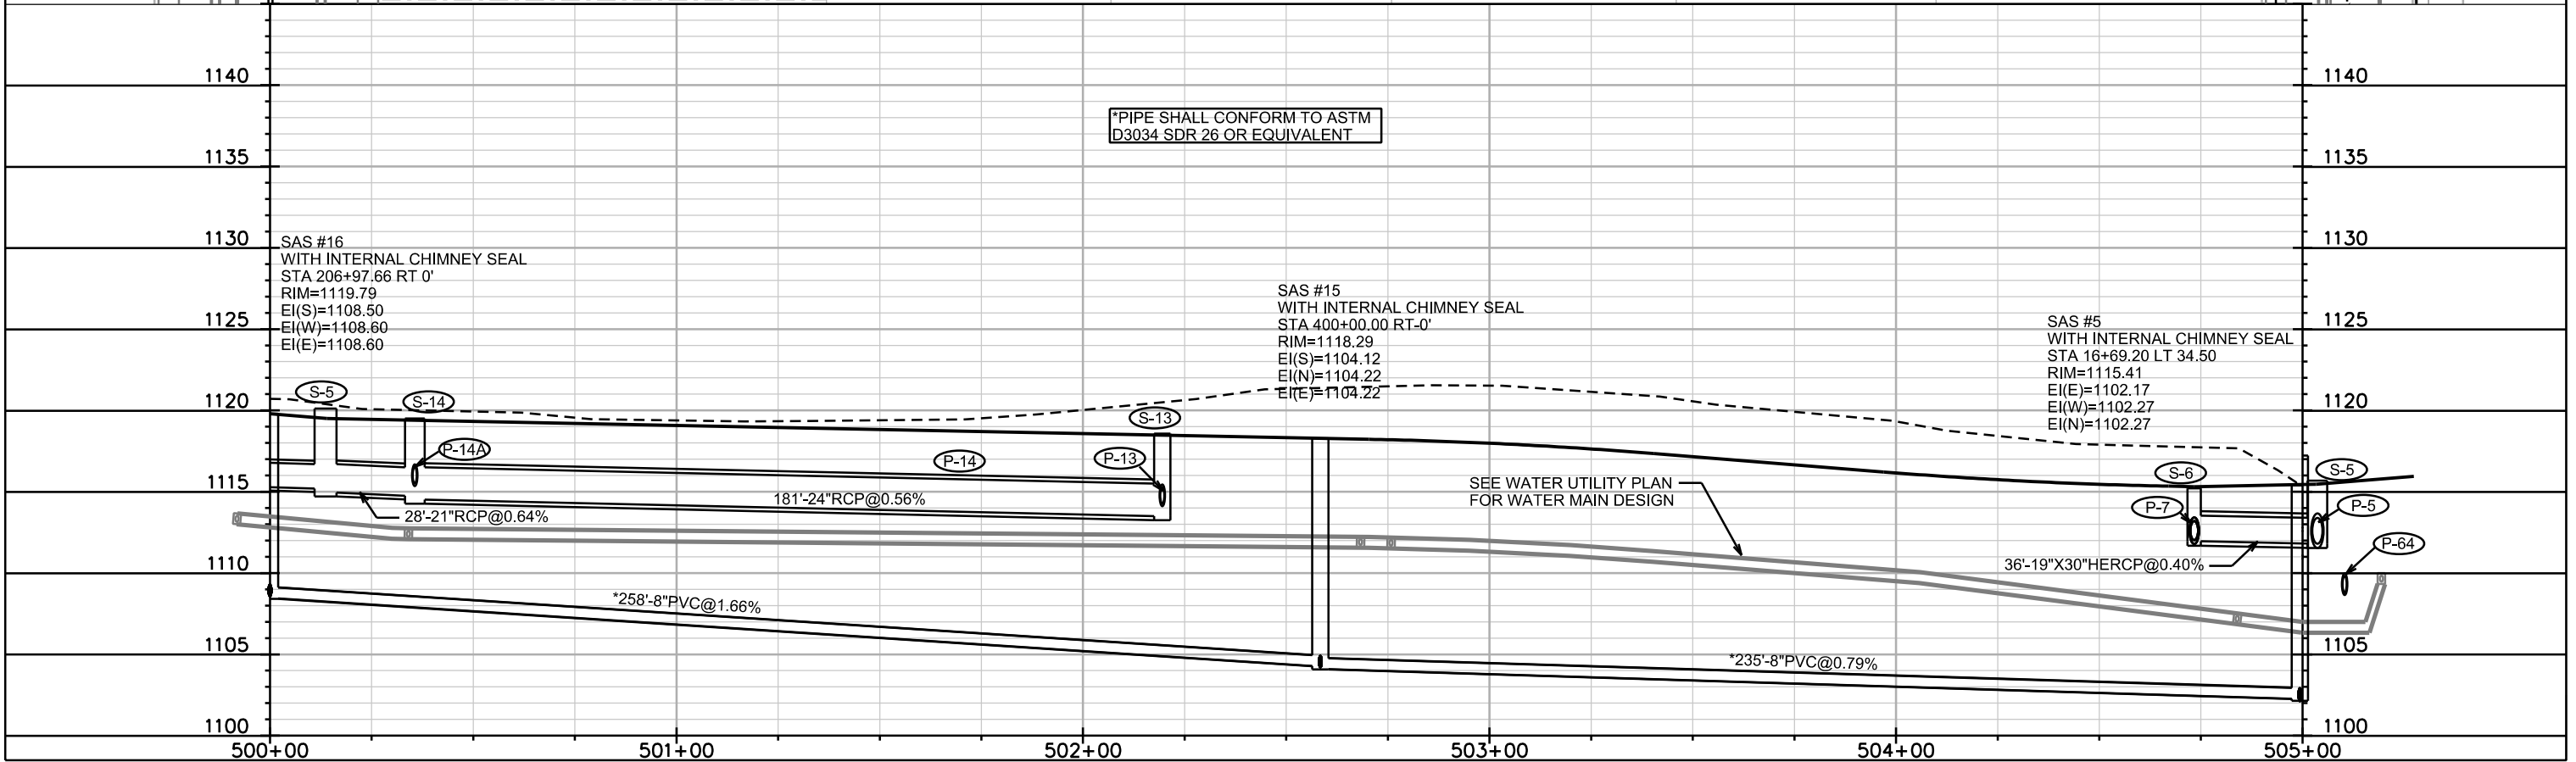 1140
1140
*PIPE SHALL CONFORM TO ASTM
D3034 SDR 26 OR EQUIVALENT
1135
1135
1130
1130
SAS #16
WITH INTERNAL CHIMNEY SEAL
STA 206+97.66 RT 0'
RIM=1119.79
EI(S)=1108.50
EI(W)=1108.60
EI(E)=1108.60
SAS #15
WITH INTERNAL CHIMNEY SEAL
STA 400+00.00 RT-0'
RIM=1118.29
EI(S)=1104.12
EI(N)=1104.22
EI(E)=1104.22
SAS #5
WITH INTERNAL CHIMNEY SEAL
STA 16+69.20 LT 34.50
RIM=1115.41
EI(E)=1102.17
EI(W)=1102.27
EI(N)=1102.27
1125
1125
1120
1120
S-5
S-14
S-13
P-14A
P-14
P-13
S-6
S-5
1115
1115
181'-24"RCP@0.56%
28'-21"RCP@0.64%
SEE WATER UTILITY PLAN
FOR WATER MAIN DESIGN
P-7
P-5
P-64
36'-19"X30"HERCP@0.40%
1110
1110
*258'-8"PVC@1.66%
1105
1105
*235'-8"PVC@0.79%
1100
1100
500+00
501+00
502+00
503+00
504+00
505+00